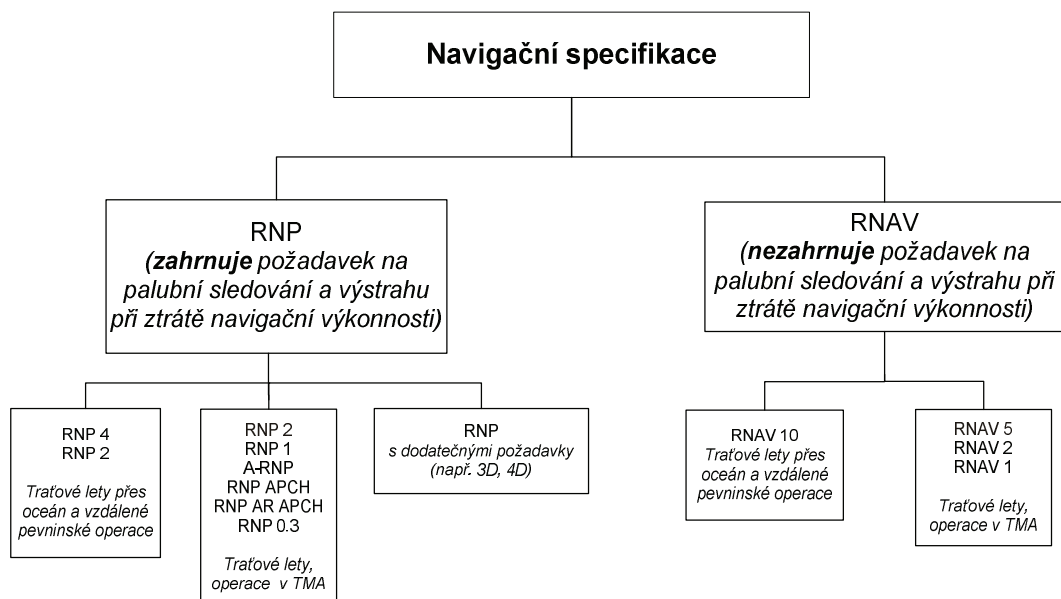 Navigační specifikace
RNP
(zahrnuje požadavek na
palubní sledování a výstrahu
při ztrátě navigační výkonnosti)
RNAV
(nezahrnuje požadavek na
palubní sledování a výstrahu při
ztrátě navigační výkonnosti)
RNP 4
RNP 2
Traťové lety přes
oceán a vzdálené
pevninské operace
RNP 2
RNP 1
A-RNP
RNP APCH
RNP AR APCH
RNP 0.3
Traťové lety,
operace v TMA
RNP
s dodatečnými požadavky
(např. 3D, 4D)
RNAV 10
Traťové lety přes
oceán a vzdálené
pevninské operace
RNAV 5
RNAV 2
RNAV 1
Traťové lety,
operace v TMA